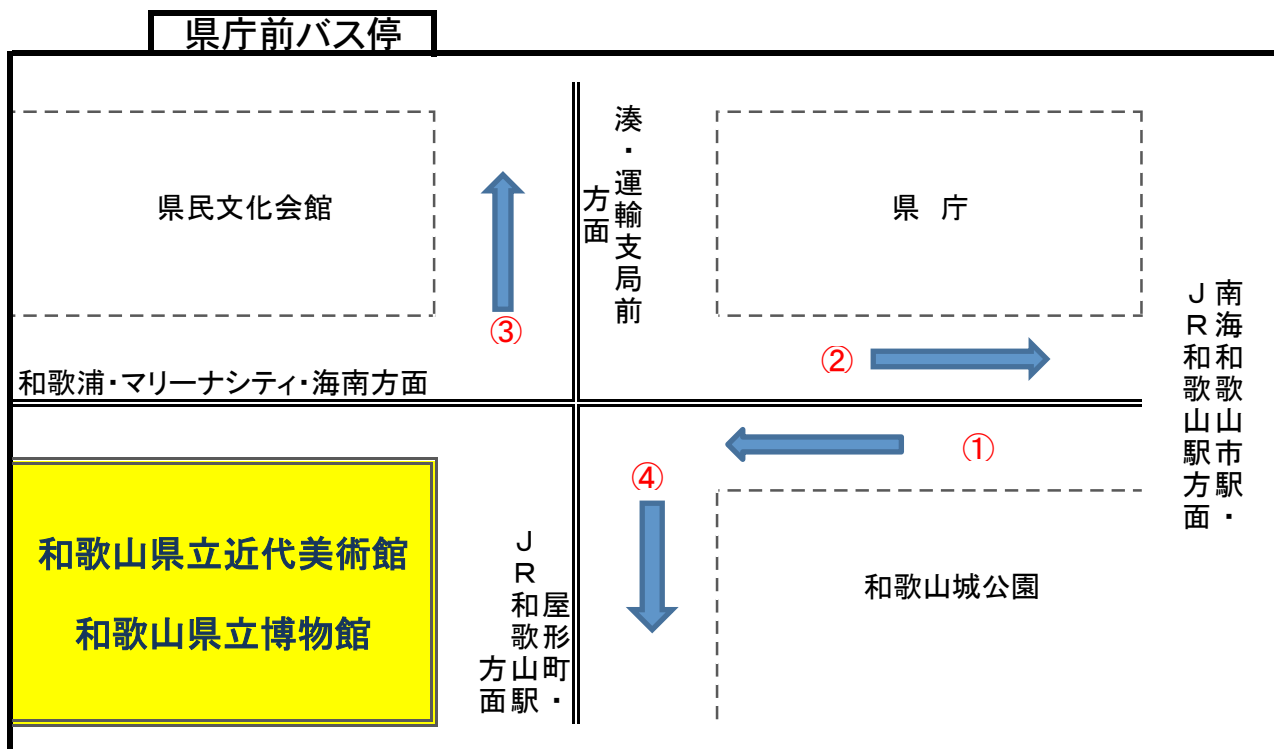 県庁前バス停
県民文化会館
湊・運輸支局前
方面
県 庁
③
②
南海和歌山市駅・
JR和歌山駅方面
和歌浦・マリーナシティ・海南方面
①
④
和歌山県立近代美術館
和歌山県立博物館
屋形町・
JR和歌山駅
方面
和歌山城公園